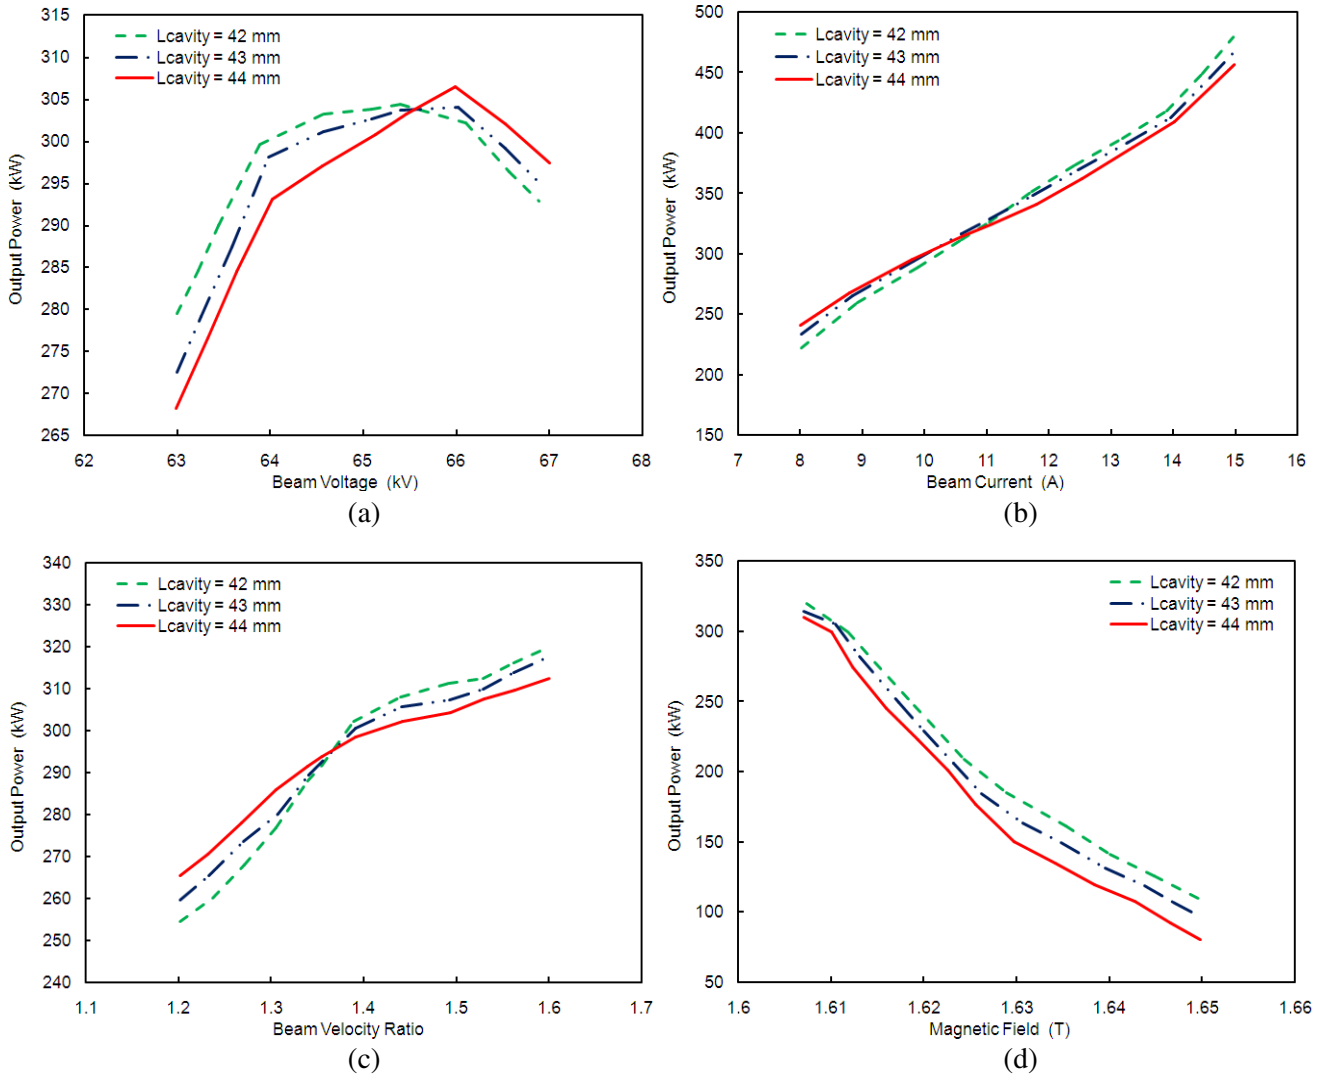 315
310
305
300
295
290
285
280
275
270
265
Output Power (kW)
Lcavity = 42 mm
Lcavity = 43 mm
Lcavity = 44 mm
62 63 64 65 66 67 68
Beam Voltage (kV)
(a)
500
450
400
350
300
250
200
150
Output Power (kW)
Lcavity = 42 mm
Lcavity = 43 mm
Lcavity = 44 mm
7 8 9 10 11 12 13 14 15 16
Beam Current (A)
(b)
340
330
320
310
300
290
280
270
260
250
240
Output Power (kW)
Lcavity = 42 mm
Lcavity = 43 mm
Lcavity = 44 mm
1.1 1.2 1.3 1.4 1.5 1.6 1.7
Beam Velocity Ratio
(c)
350
300
250
200
150
100
50
Output Power (kW)
Lcavity = 42 mm
Lcavity = 43 mm
Lcavity = 44 mm
1.6 1.61 1.62 1.63 1.64 1.65 1.66
Magnetic Field (T)
(d)